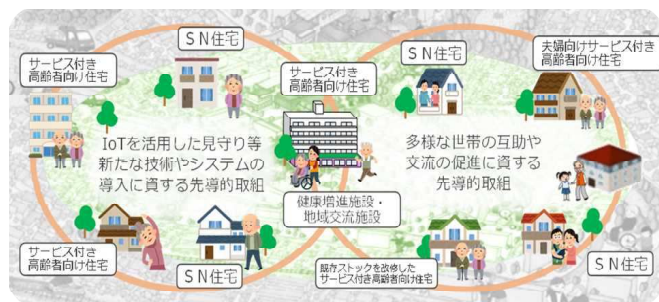 SN住宅
SN住宅
サービス付き
高齢者向け住宅
サービス付き
高齢者向け住宅
夫婦向けサービス付き
高齢者向け住宅
IoTを活用した見守り等
新たな技術やシステムの
導入に資する先導的取組
多様な世帯の互助や
交流の促進に資する
先導的取組
健康増進施設・
地域交流施設
サービス付き
高齢者向け住宅
SN住宅
既存ストックを改修した
サービス付き高齢者向け住宅
SN住宅